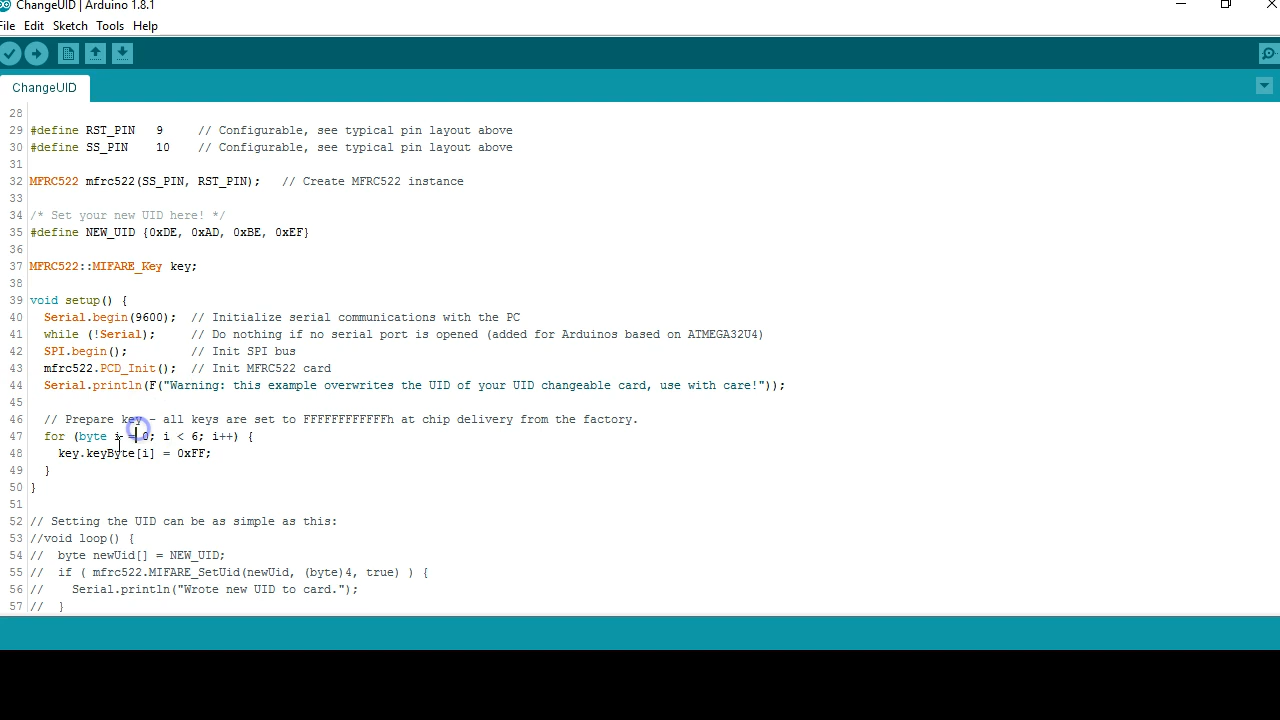 ChangeUID | Arduino 1.8.1
File Edit Sketch Tools Help
ChangeUID
28
29 #define RST_PIN 9 // Configurable, see typical pin layout above
30 #define SS_PIN 10 // Configurable, see typical pin layout above
31
32 MFRC522 mfrc522(SS_PIN, RST_PIN); // Create MFRC522 instance
33
34 /* Set your new UID here! */
35 #define NEW_UID {0xDE, 0xAD, 0xBE, 0xEF}
36
37 MFRC522::MIFARE_Key key;
38
39 void setup() {
40 Serial.begin(9600); // Initialize serial communications with the PC
41 while (!Serial); // Do nothing if no serial port is opened (added for Arduinos based on ATMEGA32U4)
42 SPI.begin(); // Init SPI bus
43 mfrc522.PCD_Init(); // Init MFRC522 card
44 Serial.println(F("Warning: this example overwrites the UID of your UID changeable card, use with care!"));
45
46 // Prepare key - all keys are set to FFFFFFFFFFFFh at chip delivery from the factory.
47 for (byte i = 0; i < 6; i++) {
48 key.keyByte[i] = 0xFF;
49 }
50 }
51
52 // Setting the UID can be as simple as this:
53 //void loop() {
54 // byte newUid[] = NEW_UID;
55 // if ( mfrc522.MIFARE_SetUid(newUid, (byte)4, true) ) {
56 // Serial.println("Wrote new UID to card.");
57 // }